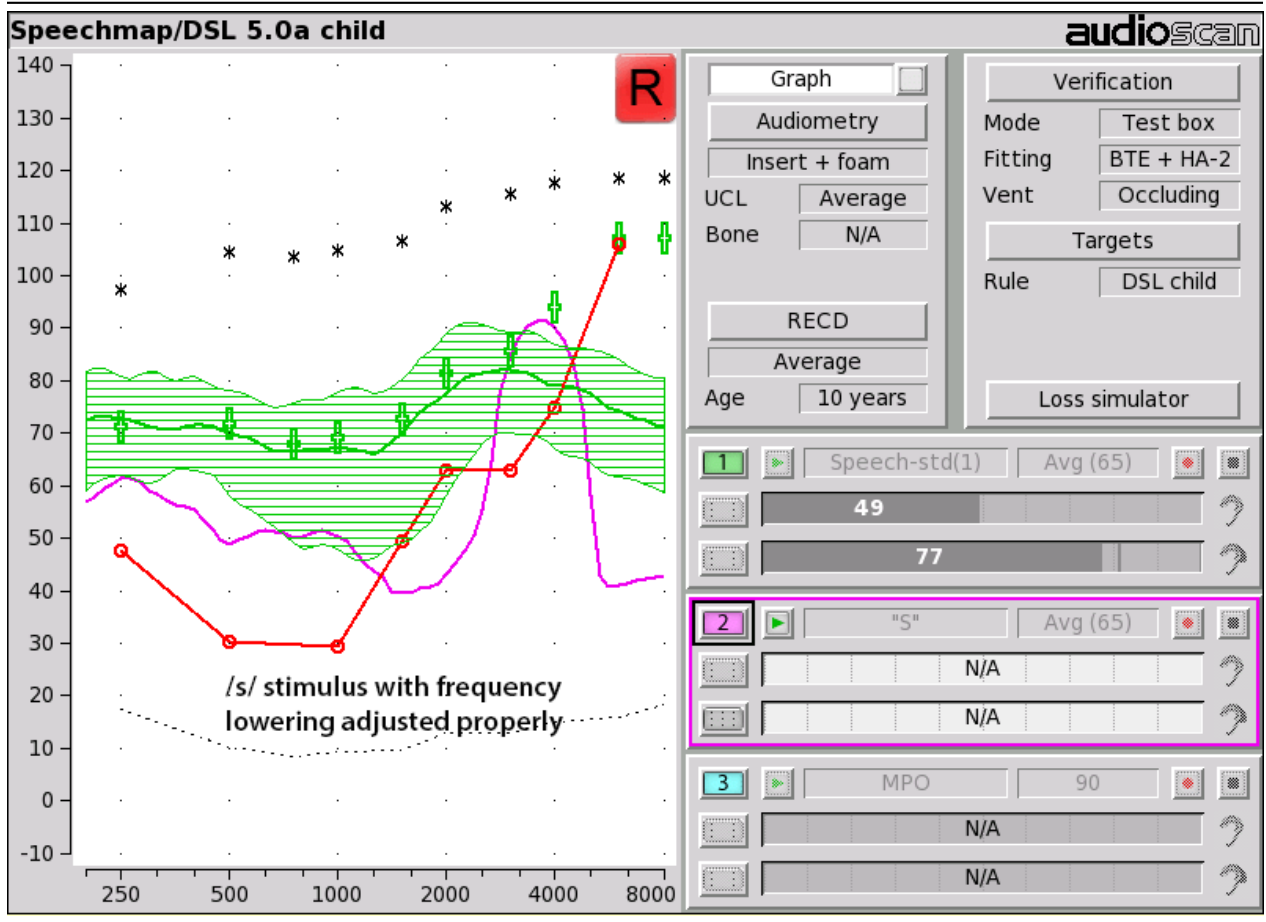 Speechmap/DSL 5.0a child
audioscan
140
130
120
110
100
90
80
70
60
50
40
30
20
10
0
-10
R
/s/ stimulus with frequency
lowering adjusted properly
250 500 1000 2000 4000 8000
Graph
Audiometry
Insert + foam
UCL Average
Bone N/A
RECD
Average
Age 10 years
Verification
Mode Test box
Fitting BTE + HA-2
Vent Occluding
Targets
Rule DSL child
Loss simulator
1 Speech-std(1) Avg (65)
49
77
2 "S" Avg (65)
N/A
N/A
3 MPO 90
N/A
N/A